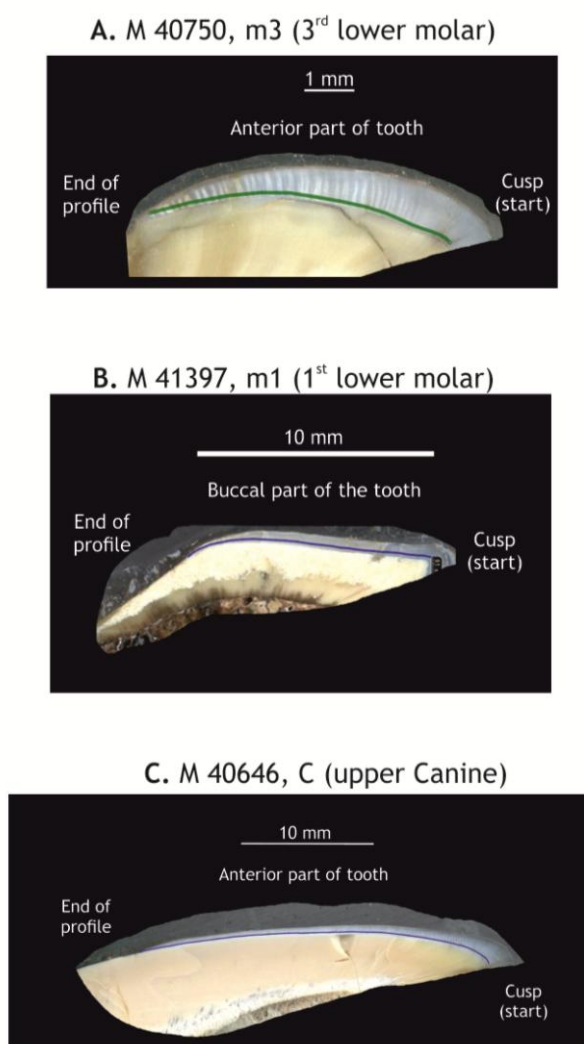 A. M 40750, m3 (3rd lower molar)
1 mm
Anterior part of tooth
End of
profile
Cusp
(start)
B. M 41397, m1 (1st lower molar)
10 mm
Buccal part of the tooth
End of
profile
Cusp
(start)
C. M 40646, C (upper Canine)
10 mm
Anterior part of tooth
End of
profile
Cusp
(start)